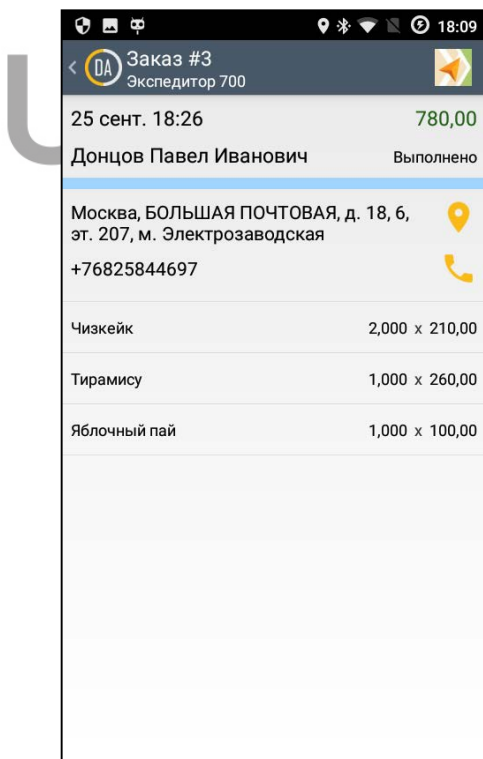 18:09
DA
Заказ #3
Экспедитор 700
25 сент. 18:26 780,00
Донцов Павел Иванович Выполнено
Москва, БОЛЬШАЯ ПОЧТОВАЯ, д. 18, 6,
эт. 207, м. Электрозаводская
+76825844697
Чизкейк 2,000 x 210,00
Тирамису 1,000 x 260,00
Яблочный пай 1,000 x 100,00